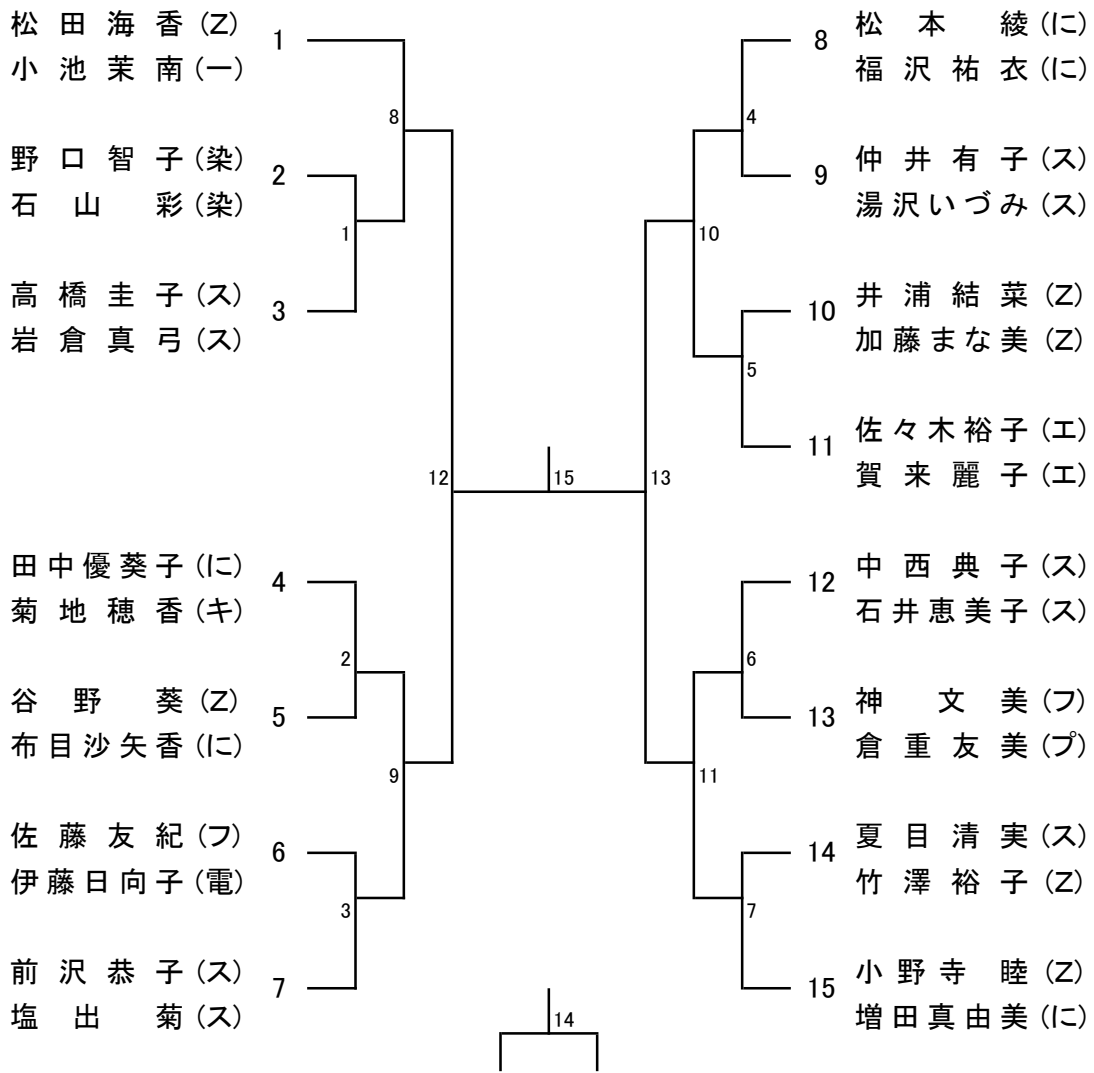 松田海香(Z)
小池茉南(一)
1
野口智子(染)
石山彩(染)
2
高橋圭子(ス)
岩倉真弓(ス)
3
田中優葵子(に)
菊地穂香(キ)
4
谷野葵(Z)
布目沙矢香(に)
5
佐藤友紀(フ)
伊藤日向子(電)
6
前沢恭子(ス)
塩出菊(ス)
7
8
1
2
9
3
12
15
13
14
4
10
5
6
11
7
8
松本綾(に)
福沢祐衣(に)
9
仲井有子(ス)
湯沢いづみ(ス)
10
井浦結菜(Z)
加藤まな美(Z)
11
佐々木裕子(エ)
賀来麗子(エ)
12
中西典子(ス)
石井恵美子(ス)
13
神文美(フ)
倉重友美(プ)
14
夏目清実(ス)
竹澤裕子(Z)
15
小野寺睦(Z)
増田真由美(に)